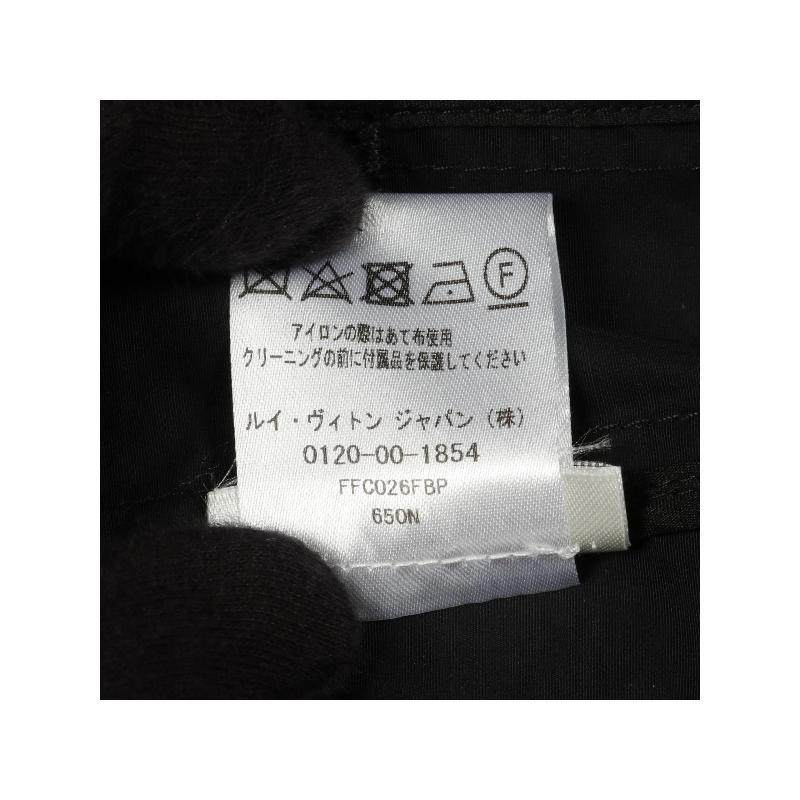 F
アイロンの際はあて布使用
クリーニングの前に付属品を保護してください
ルイ・ヴィトン ジャパン(株)
0120-00-1854
FFC026FBP
650N